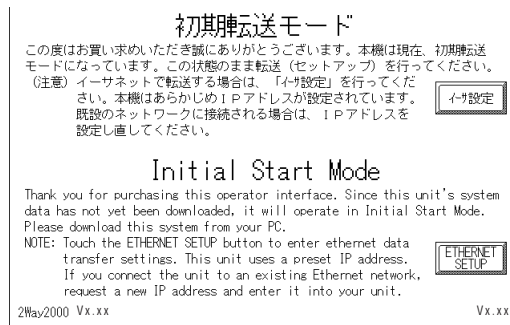 初期転送モード
この度はお買い求めいただき誠にありがとうございます。本機は現在、初期転送
モードになっています。この状態のまま転送（セットアップ）を行ってください。
（注意）イーサネットで転送する場合は、「ｲｰｻ設定」を行ってくだ
さい。本機はあらかじめＩＰアドレスが設定されています。
既設のネットワークに接続される場合は、ＩＰアドレスを
設定し直してください。
ｲｰｻ設定
Initial Start Mode
Thank you for purchasing this operator interface. Since this unit's system
data has not yet been downloaded, it will operate in Initial Start Mode.
Please download this system from your PC.
NOTE: Touch the ETHERNET SETUP button to enter ethernet data
transfer settings. This unit uses a preset IP address.
If you connect the unit to an existing Ethernet network,
request a new IP address and enter it into your unit.
ETHERNET
SETUP
2Way2000 Vx.xx
Vx.xx